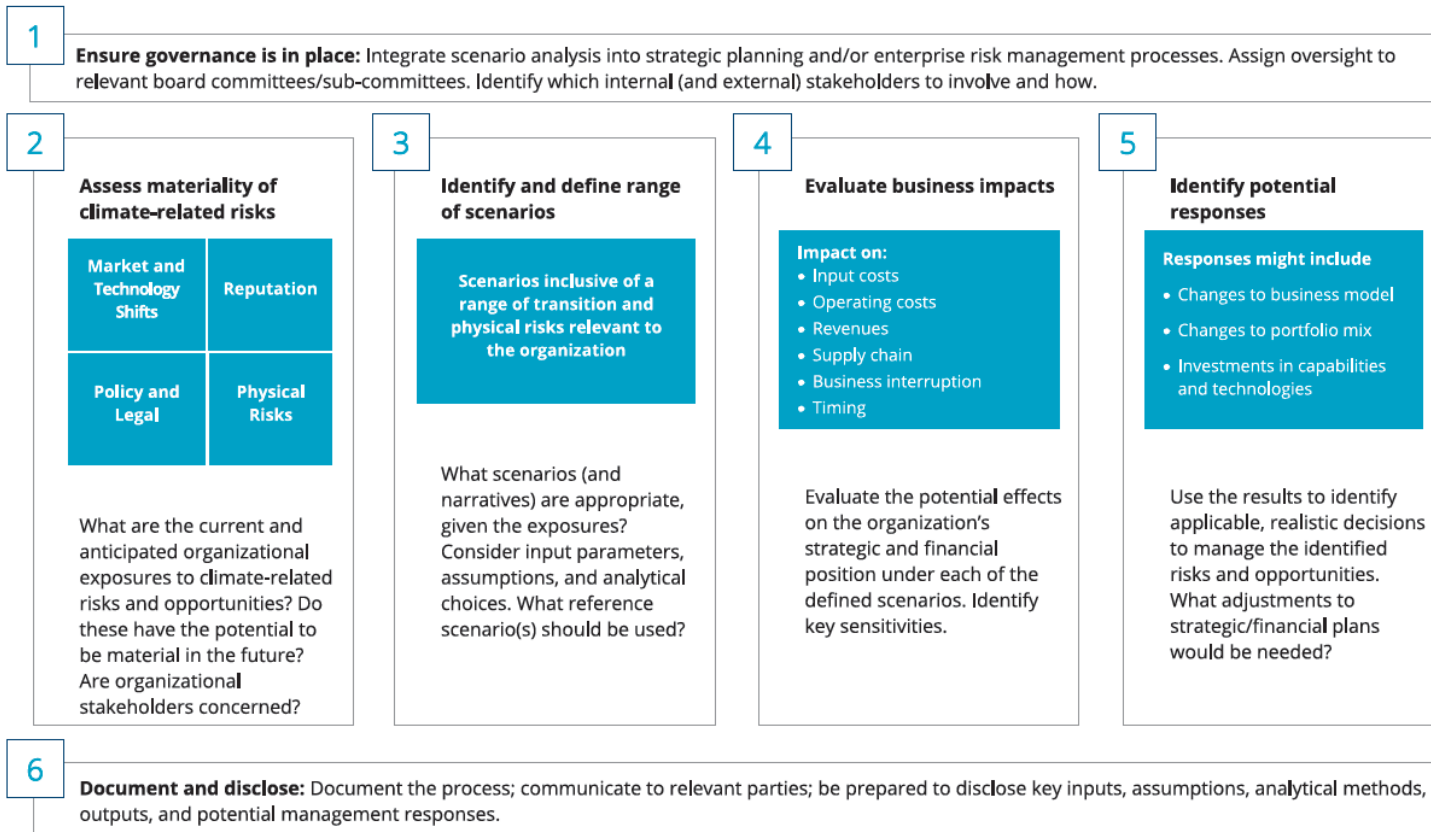 1
Ensure governance is in place: Integrate scenario analysis into strategic planning and/or enterprise risk management processes. Assign oversight to
relevant board committees/sub-committees. Identify which internal (and external) stakeholders to involve and how.
2
Assess materiality of
climate-related risks
Market and
Technology
Shifts
Reputation
Policy and
Legal
Physical
Risks
What are the current and
anticipated organizational
exposures to climate-related
risks and opportunities? Do
these have the potential to
be material in the future?
Are organizational
stakeholders concerned?
3
Identify and define range
of scenarios
Scenarios inclusive of a
range of transition and
physical risks relevant to
the organization
What scenarios (and
narratives) are appropriate,
given the exposures?
Consider input parameters,
assumptions, and analytical
choices. What reference
scenario(s) should be used?
4
Evaluate business impacts
Impact on:
• Input costs
• Operating costs
• Revenues
• Supply chain
• Business interruption
• Timing
Evaluate the potential effects
on the organization's
strategic and financial
position under each of the
defined scenarios. Identify
key sensitivities.
5
Identify potential
responses
Responses might include
• Changes to business model
• Changes to portfolio mix
• Investments in capabilities
and technologies
Use the results to identify
applicable, realistic decisions
to manage the identified
risks and opportunities.
What adjustments to
strategic/financial plans
would be needed?
6
Document and disclose: Document the process; communicate to relevant parties; be prepared to disclose key inputs, assumptions, analytical methods,
outputs, and potential management responses.